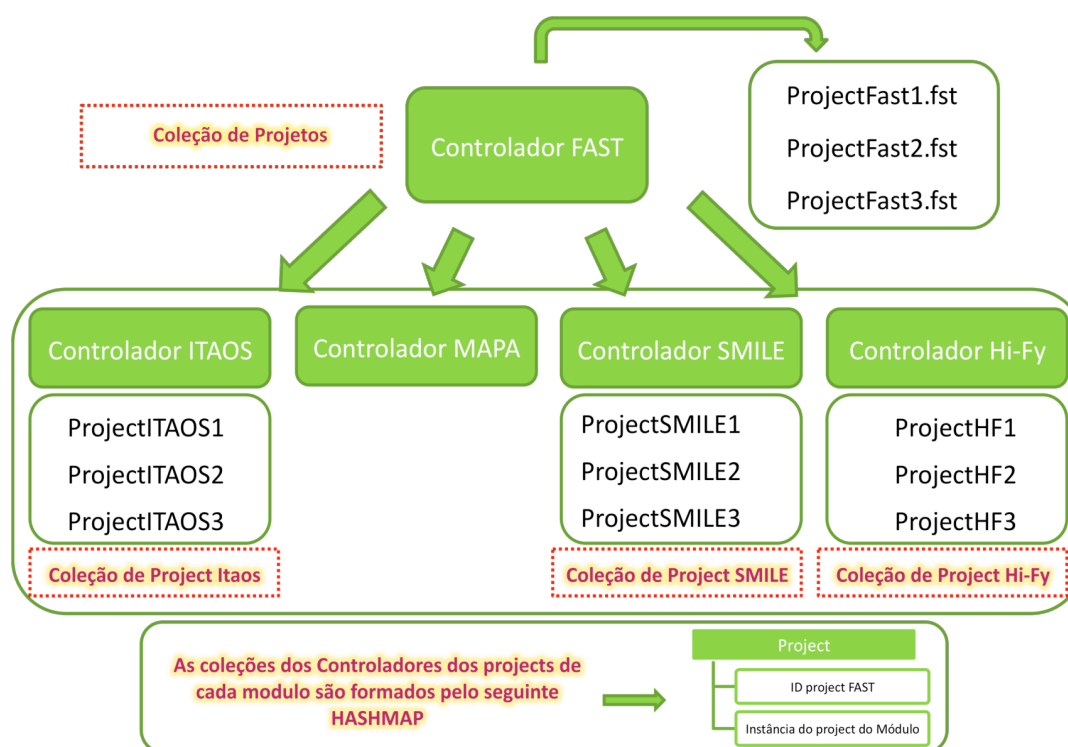 Coleção de Projetos
Controlador FAST
ProjectFast1.fst
ProjectFast2.fst
ProjectFast3.fst
Controlador ITAOS
Controlador MAPA
Controlador SMILE
Controlador Hi-Fy
ProjectITAOS1
ProjectITAOS2
ProjectITAOS3
ProjectSMILE1
ProjectSMILE2
ProjectSMILE3
ProjectHF1
ProjectHF2
ProjectHF3
Coleção de Project Itaos
Coleção de Project SMILE
Coleção de Project Hi-Fy
As coleções dos Controladores dos projects de
cada modulo são formados pelo seguinte
HASHMAP
Project
ID project FAST
Instância do project do Módulo